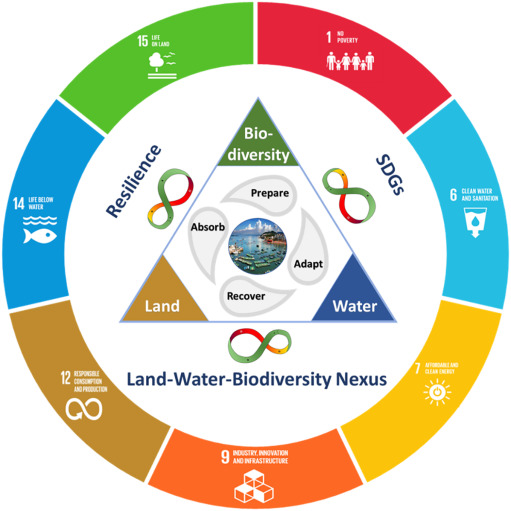 15 LIFE
ON LAND
1 NO
POVERTY
6 CLEAN WATER
AND SANITATION
7 AFFORDABLE AND
CLEAN ENERGY
9 INDUSTRY, INNOVATION
AND INFRASTRUCTURE
12 RESPONSIBLE
CONSUMPTION
AND PRODUCTION
14 LIFE BELOW
WATER
Resilience
SDGs
Bio-
diversity
Prepare
Absorb
Adapt
Recover
Land
Water
Land-Water-Biodiversity Nexus